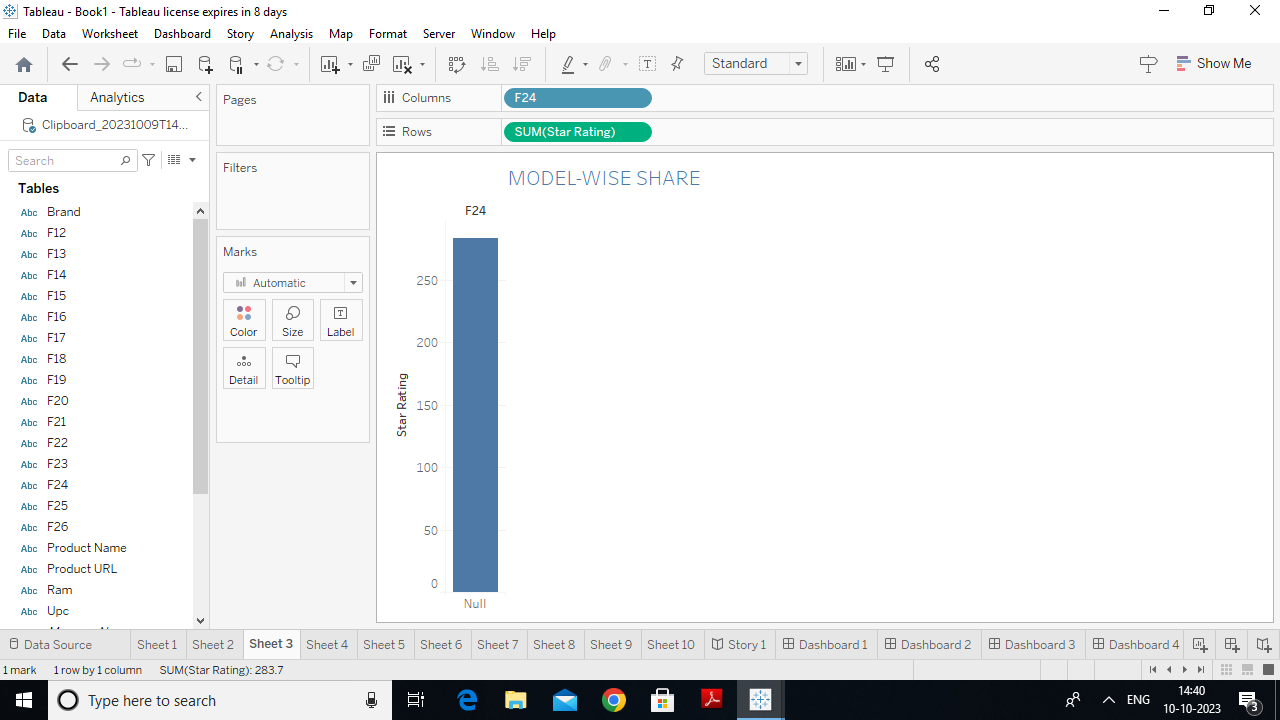 Tableau - Book1 - Tableau license expires in 8 days
File Data Worksheet Dashboard Story Analysis Map Format Server Window Help
Standard
Show Me
Data Analytics
Clipboard_20231009T14...
Search
Tables
Abc Brand
Abc F12
Abc F13
Abc F14
Abc F15
Abc F16
Abc F17
Abc F18
Abc F19
Abc F20
Abc F21
Abc F22
Abc F23
Abc F24
Abc F25
Abc F26
Abc Product Name
Abc Product URL
Abc Ram
Abc Upc
Pages
Filters
Marks
Automatic
Color Size Label
Detail Tooltip
Columns F24
Rows SUM(Star Rating)
MODEL-WISE SHARE
F24
250
200
150
100
50
0
Star Rating
Null
Data Source Sheet 1 Sheet 2 Sheet 3 Sheet 4 Sheet 5 Sheet 6 Sheet 7 Sheet 8 Sheet 9 Sheet 10 Story 1 Dashboard 1 Dashboard 2 Dashboard 3 Dashboard 4
1 mark 1 row by 1 column SUM(Star Rating): 283.7
Type here to search
ENG
14:40
10-10-2023
3